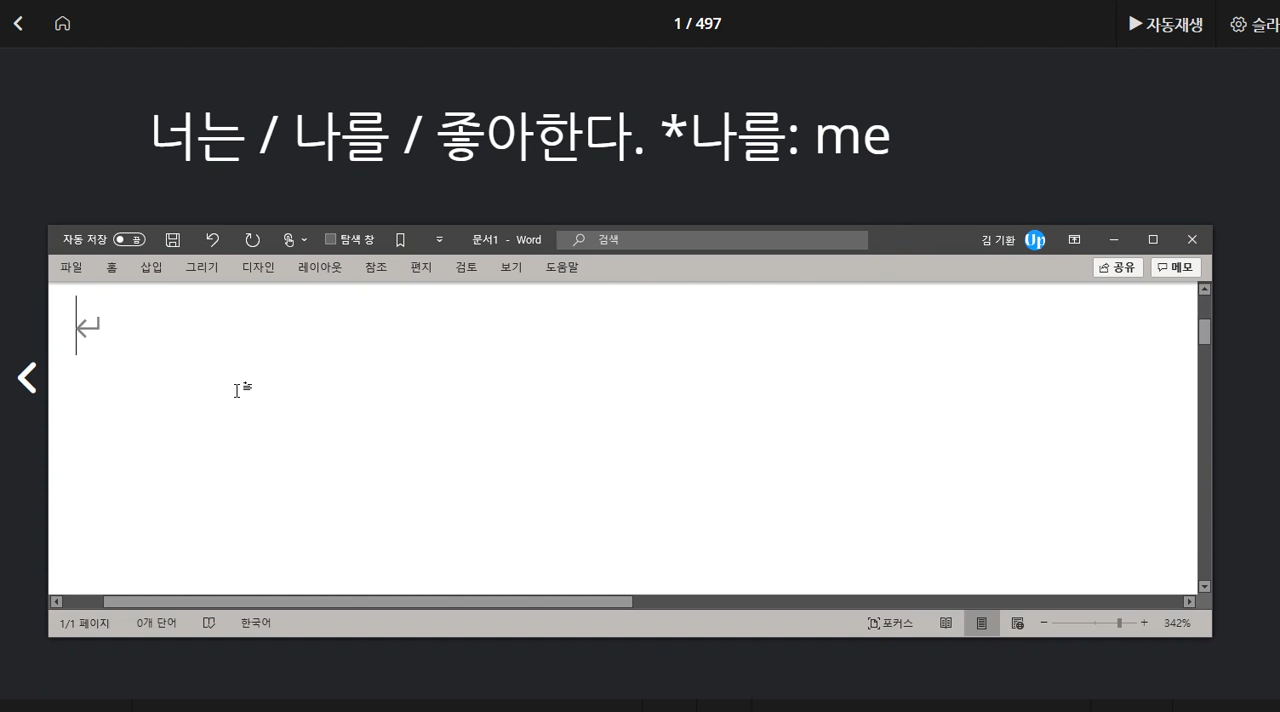 1 / 497
▶ 자동재생
슬라
너는 / 나를 / 좋아한다. *나를: me
자동 저장 끔 탐색 창 문서1 - Word 검색 김 기환 Up
파일 홈 삽입 그리기 디자인 레이아웃 참조 편지 검토 보기 도움말 공유 메모
1/1 페이지 0개 단어 한국어 포커스 − + 342%